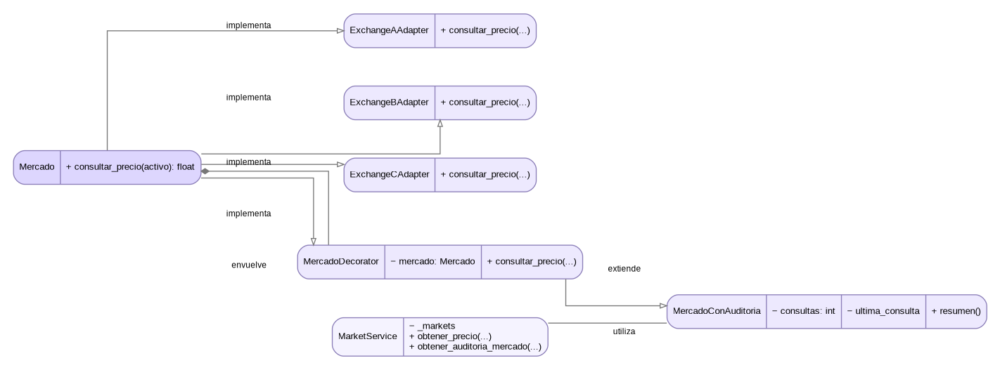 implementa
ExchangeAAdapter
+ consultar_precio(…)
implementa
ExchangeBAdapter
+ consultar_precio(…)
Mercado
+ consultar_precio(activo): float
implementa
ExchangeCAdapter
+ consultar_precio(…)
implementa
envuelve
MercadoDecorator
− mercado: Mercado
+ consultar_precio(…)
extiende
MercadoConAuditoria
− consultas: int
− ultima_consulta
+ resumen()
MarketService
− _markets
+ obtener_precio(…)
+ obtener_auditoria_mercado(…)
utiliza